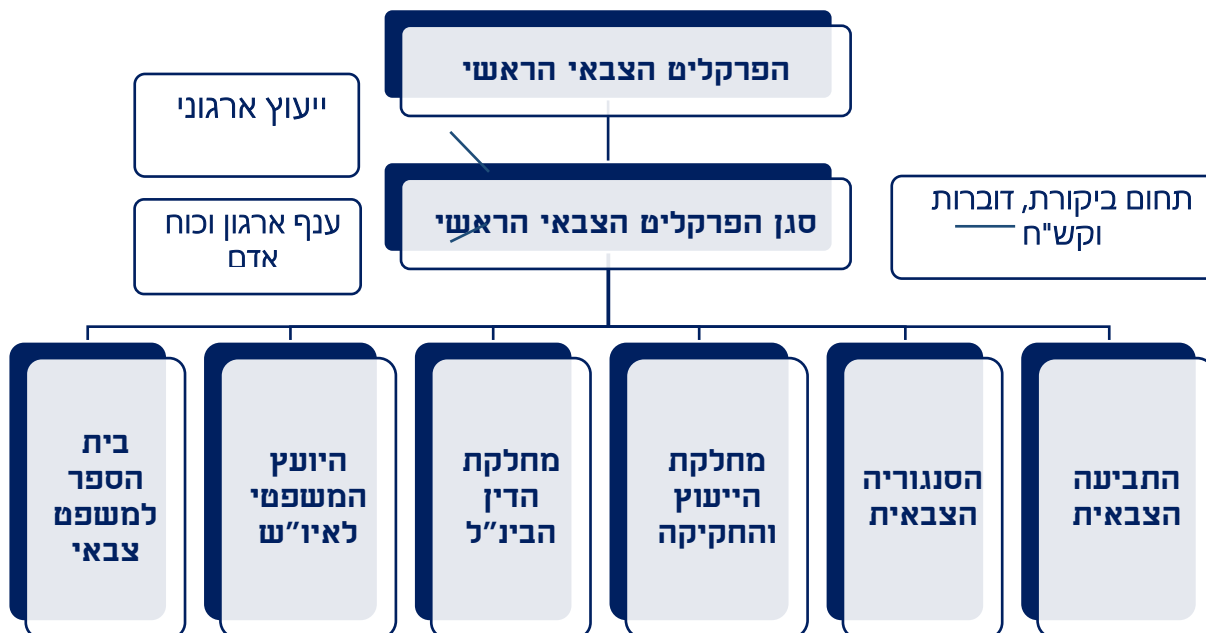 הפרקליט הצבאי הראשי
ייעוץ ארגוני
סגן הפרקליט הצבאי הראשי
תחום ביקורת, דוברות
וקש"ח
ענף ארגון וכוח
אדם
התביעה
הצבאית
הסנגוריה
הצבאית
מחלקת
הייעוץ
והחקיקה
מחלקת
הדין
הבינ”ל
היועץ
המשפטי
לאיו”ש
בית
הספר
למשפט
צבאי